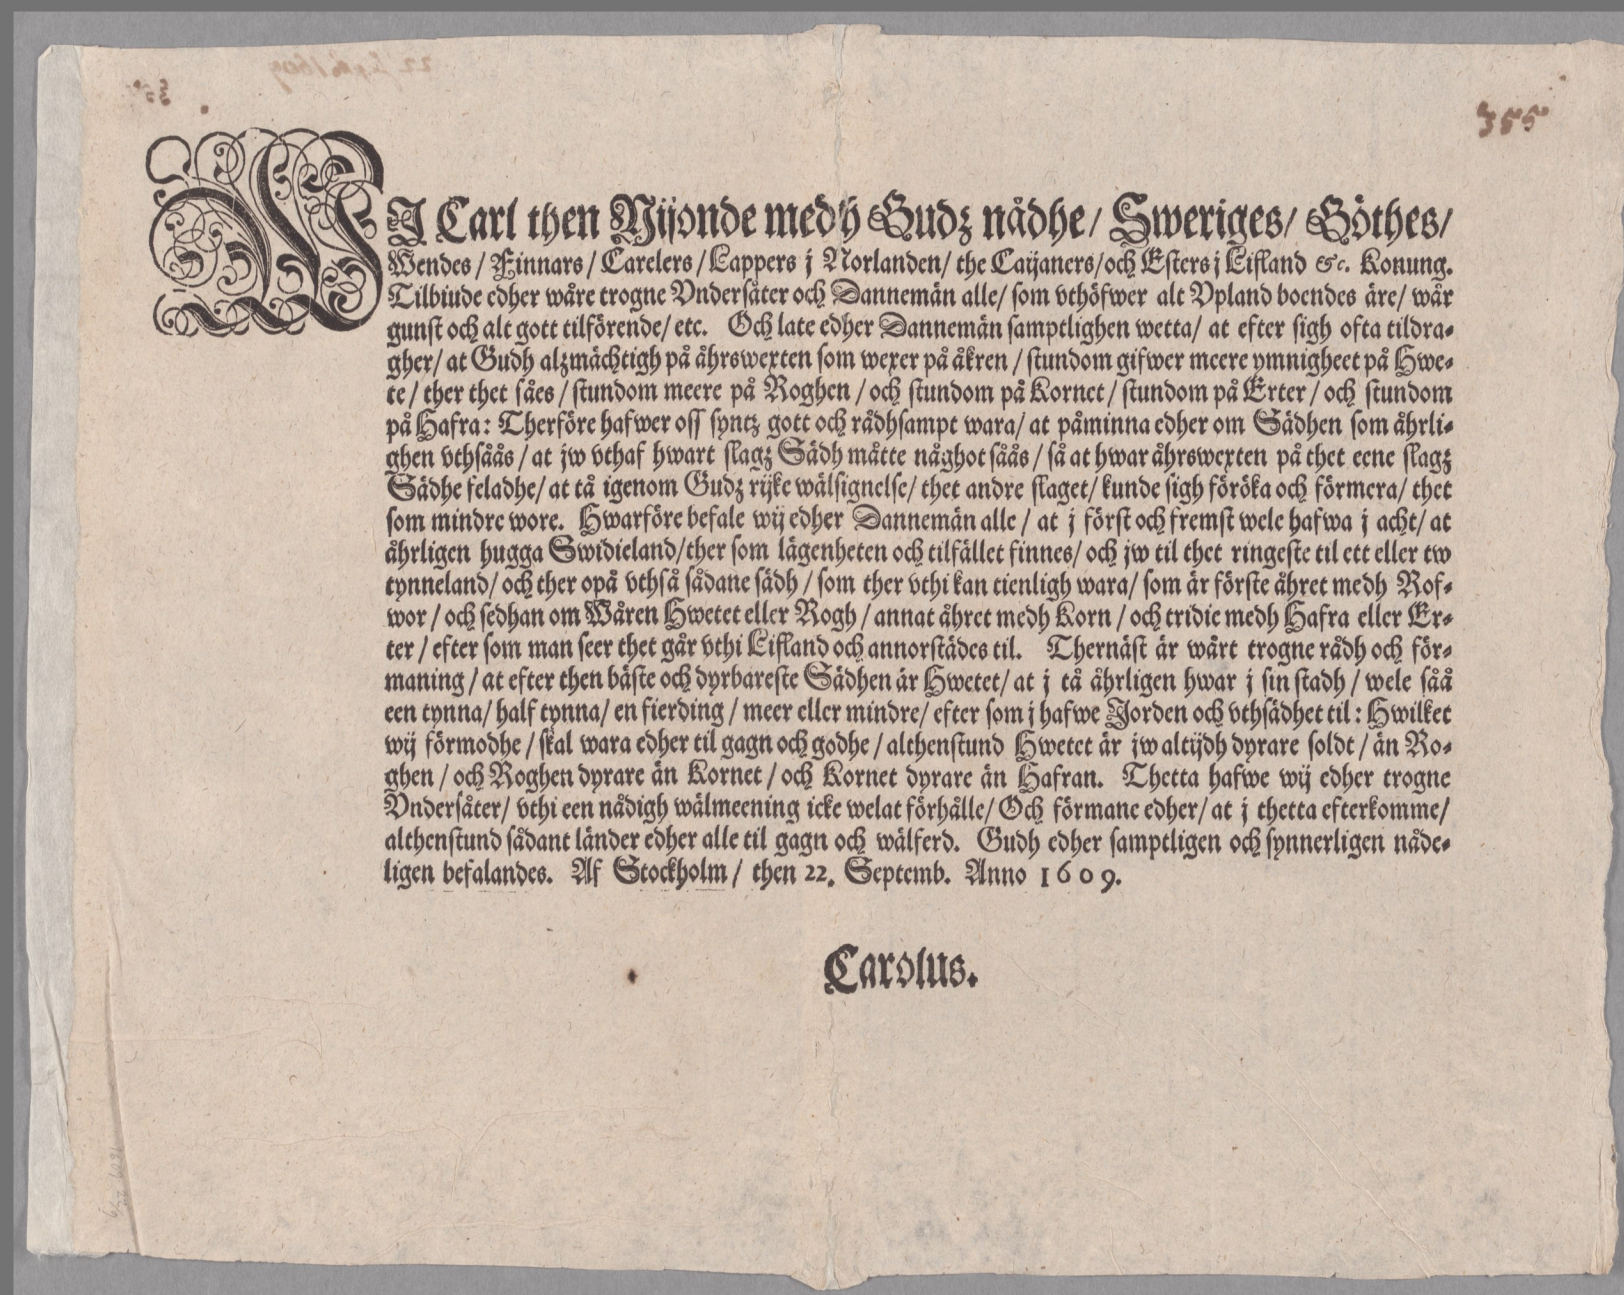 355
WJ Carl then Nijonde medh Gudz nådhe/ Sweriges/ Göthes/
Wendes/ Finnars/ Carelers/ Lappers j Norlanden/ the Caijaners/ och Esters j Lifland &c. Konung.
Tilbiude edher wåre trogne Vndersåter och Dannemän alle/ som vthöfwer alt Vpland boendes äre/ wår
gunst och alt gott tilförende/ etc. Och late edher Dannemän samptlighen wetta/ at efter sigh ofta tildra-
gher/ at Gudh alzmächtigh på åhrswexten som wexer på åkren/ stundom gifwer meere ymnigheet på Hwe-
te/ ther thet såes/ stundom meere på Roghen/ och stundom på Kornet/ stundom på Erter/ och stundom
på Hafra: Therföre hafwer oss syntz gott och rådhsampt wara/ at påminna edher om Sädhen som åhrli-
ghen vthsåås/ at jw vthaf hwart slagz Sädh måtte någhot såås/ så at hwar åhrswexten på thet eene slagz
Sädhe feladhe/ at tå igenom Gudz rijke wälsignelse/ thet andre slaget/ kunde sigh föröka och förmera/ thet
som mindre wore. Hwarföre befale wij edher Dannemän alle/ at j först och fremst wele hafwa j acht/ at
åhrligen hugga Swidieland/ ther som lägenheten och tilfället finnes/ och jw til thet ringeste til ett eller tw
tynneland/ och ther opå vthså sådane sädh/ som ther vthi kan tienligh wara/ som är förste åhret medh Rof-
wor/ och sedhan om Wåren Hwetet eller Rogh/ annat åhret medh Korn/ och tridie medh Hafra eller Er-
ter/ efter som man seer thet går vthi Lifland och annorstädes til. Thernäst är wårt trogne rådh och för-
maning/ at efter then bäste och dyrbareste Sädhen är Hwetet/ at j tå åhrligen hwar j sin stadh/ wele såå
een tynna/ half tynna/ en fierding/ meer eller mindre/ efter som j hafwe Jorden och vthsädhet til: Hwilket
wij förmodhe/ skal wara edher til gagn och godhe/ althenstund Hwetet är jw altijdh dyrare soldt/ än Ro-
ghen/ och Roghen dyrare än Kornet/ och Kornet dyrare än Hafran. Thetta hafwe wij edher trogne
Vndersåter/ vthi een nådigh wälmeening icke welat förhålle/ Och förmane edher/ at j thetta efterkomme/
althenstund sådant länder edher alle til gagn och wälferd. Gudh edher samptligen och synnerligen nåde-
ligen befalandes. Af Stockholm/ then 22. Septemb. Anno 1609.
Carolus.
1609 22/9